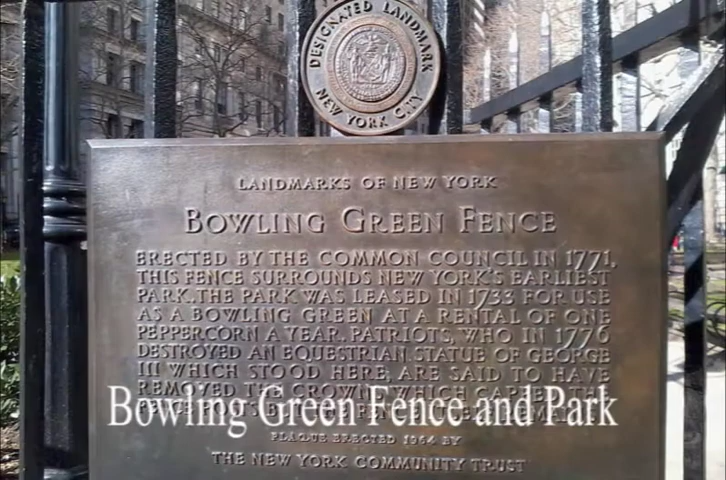 DESIGNATED LANDMARK
NEW YORK CITY
LANDMARKS OF NEW YORK
BOWLING GREEN FENCE
ERECTED BY THE COMMON COUNCIL IN 1771,
THIS FENCE SURROUNDS NEW YORK'S EARLIEST
PARK. THE PARK WAS LEASED IN 1733 FOR USE
AS A BOWLING GREEN AT A RENTAL OF ONE
PEPPERCORN A YEAR. PATRIOTS, WHO IN 1776
DESTROYED AN EQUESTRIAN STATUE OF GEORGE
III WHICH STOOD HERE, ARE SAID TO HAVE
REMOVED THE CROWNS WHICH CAPPED THE
Bowling Green Fence and Park
PLAQUE ERECTED 1964 BY
THE NEW YORK COMMUNITY TRUST